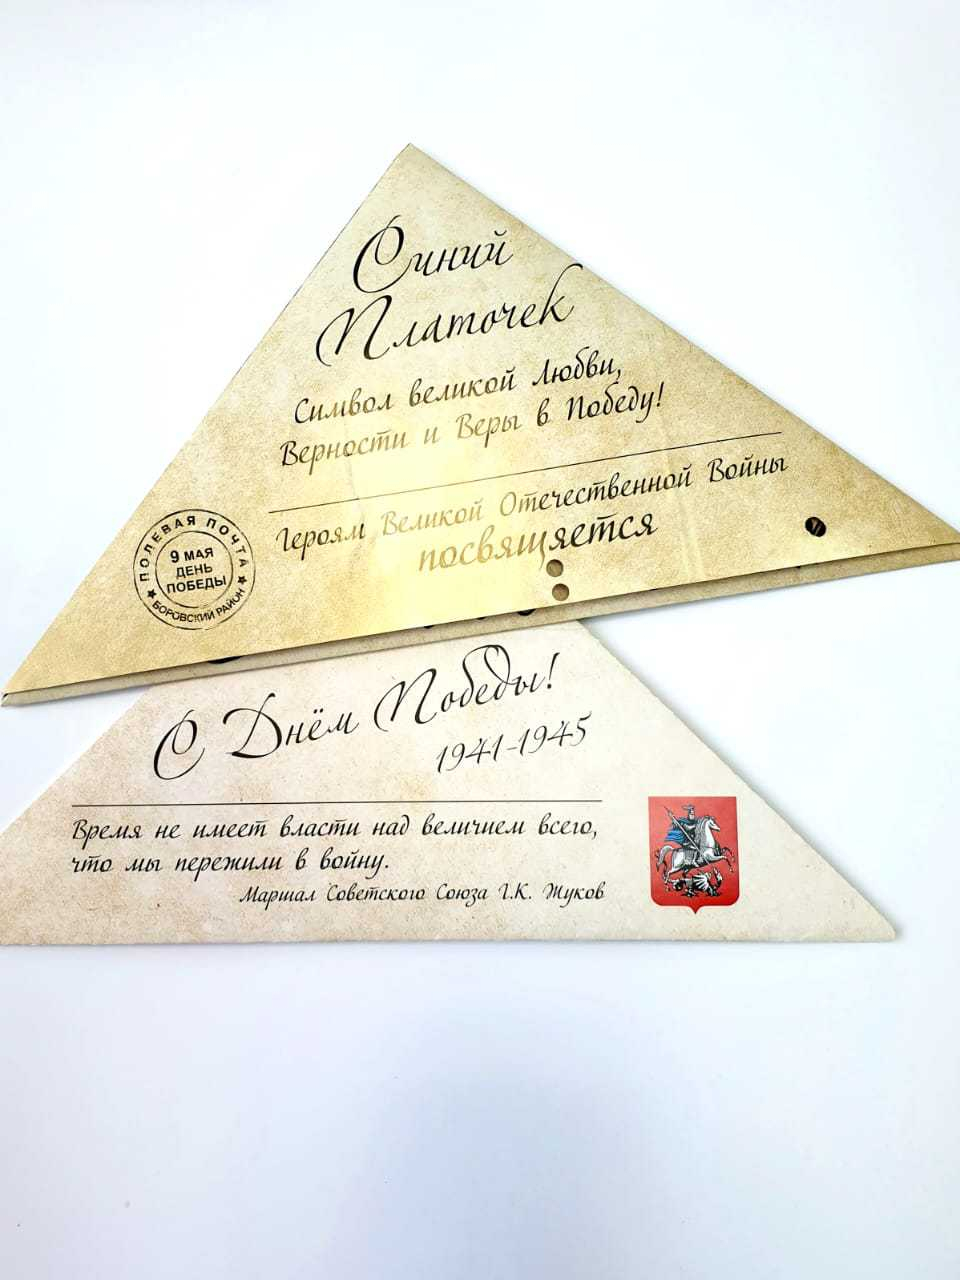 Синий
Платочек
Символ великой Любви,
Верности и Веры в Победу!
Героям Великой Отечественной Войны
посвящается
ПОЛЕВАЯ ПОЧТА
9 МАЯ
ДЕНЬ
ПОБЕДЫ
★ БОРОВСКИЙ РАЙОН ★
С Днём Победы!
1941-1945
Время не имеет власти над величием всего,
что мы пережили в войну.
Маршал Советского Союза Г.К. Жуков